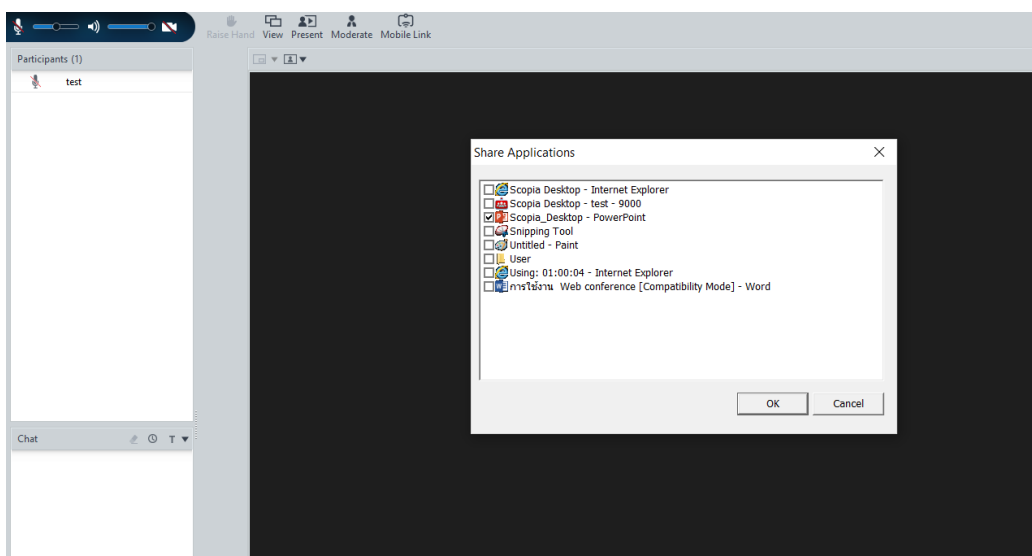 Raise Hand View Present Moderate Mobile Link
Participants (1)
test
Share Applications
Scopia Desktop - Internet Explorer
Scopia Desktop - test - 9000
Scopia_Desktop - PowerPoint
Snipping Tool
Untitled - Paint
User
Using: 01:00:04 - Internet Explorer
การใช้งาน Web conference [Compatibility Mode] - Word
OK Cancel
Chat T